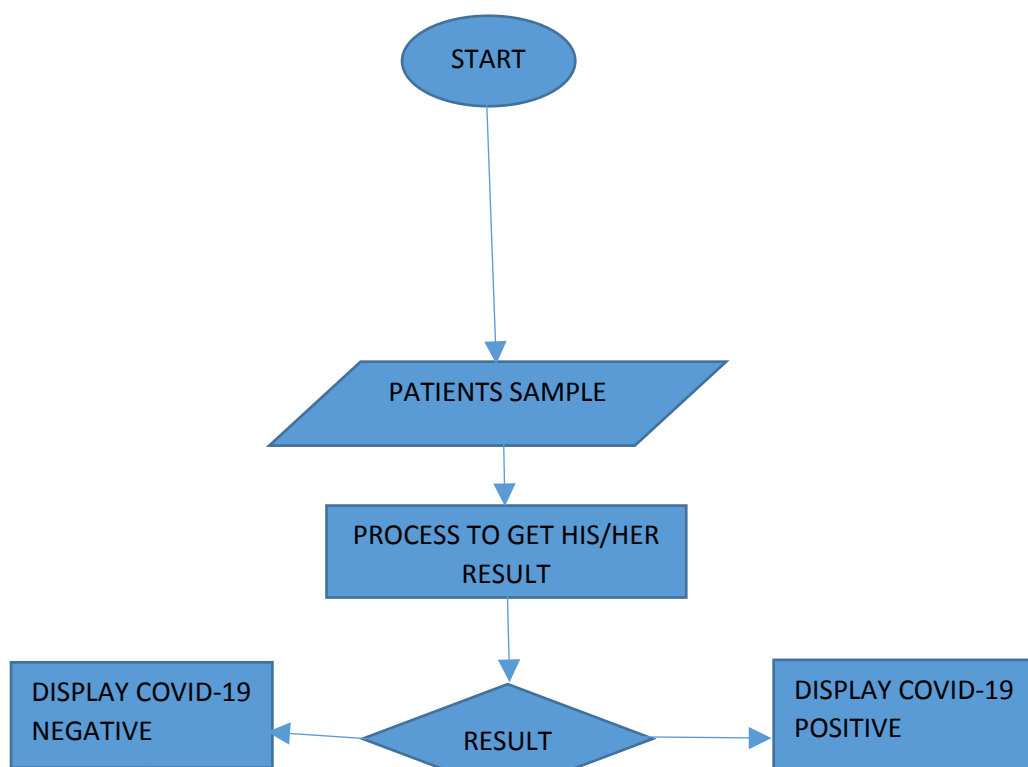 START
PATIENTS SAMPLE
PROCESS TO GET HIS/HER
RESULT
DISPLAY COVID-19
NEGATIVE
RESULT
DISPLAY COVID-19
POSITIVE